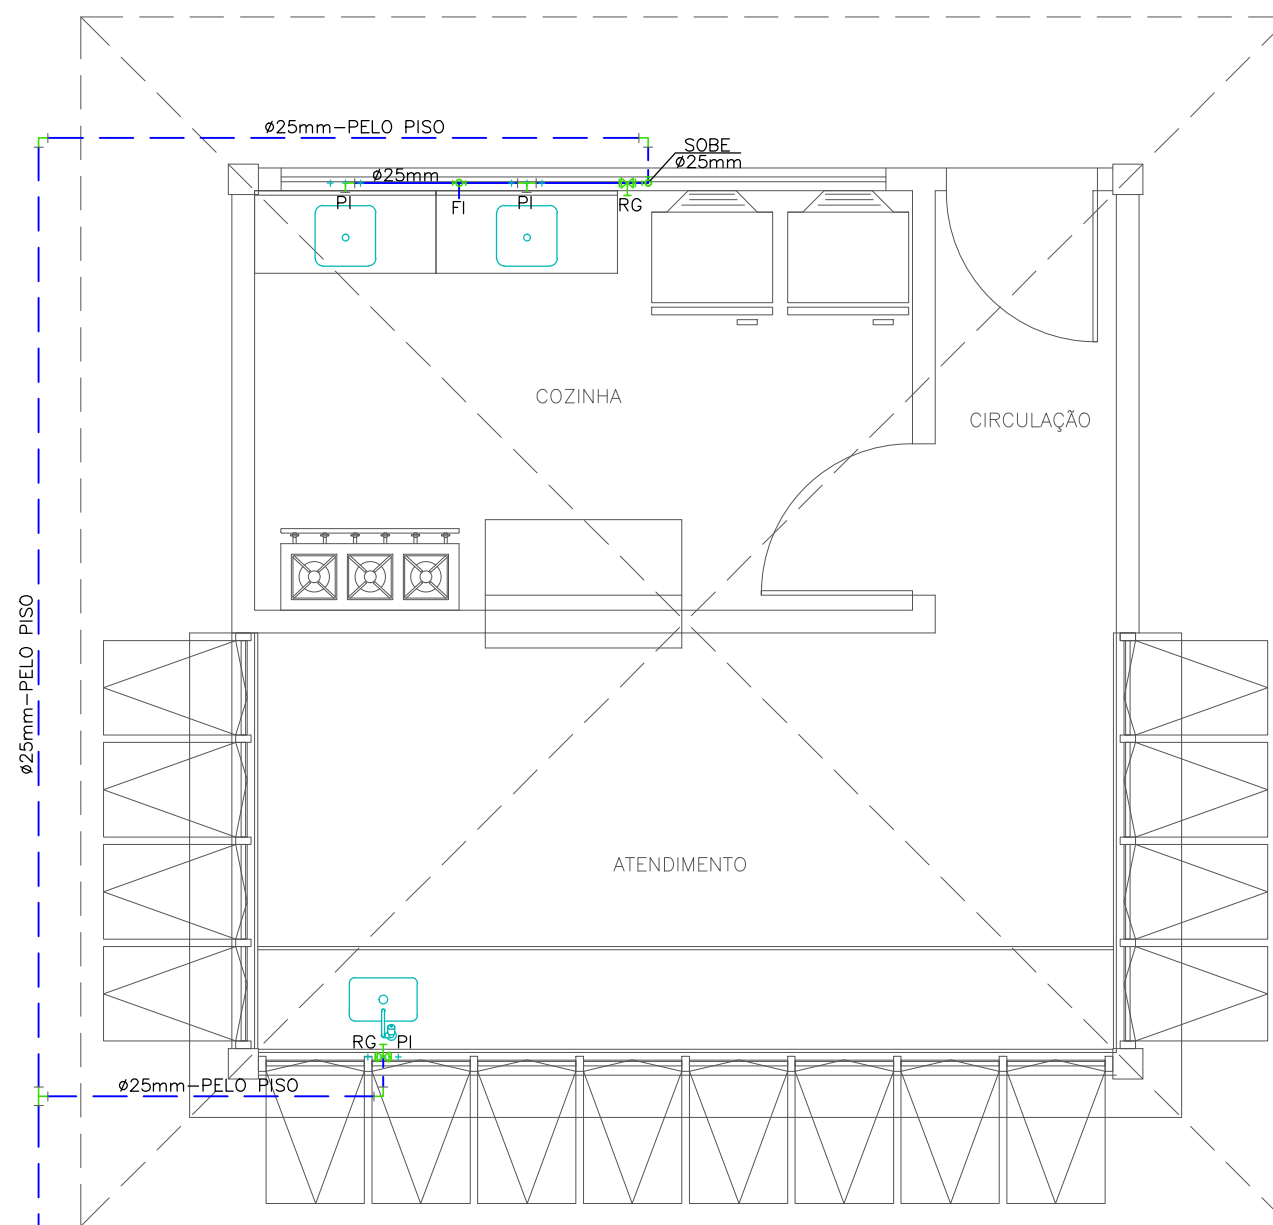 ø25mm-PELO PISO
SOBE
ø25mm
ø25mm
PI
FI
PI
RG
COZINHA
CIRCULAÇÃO
ø25mm-PELO PISO
ATENDIMENTO
RG
PI
ø25mm-PELO PISO